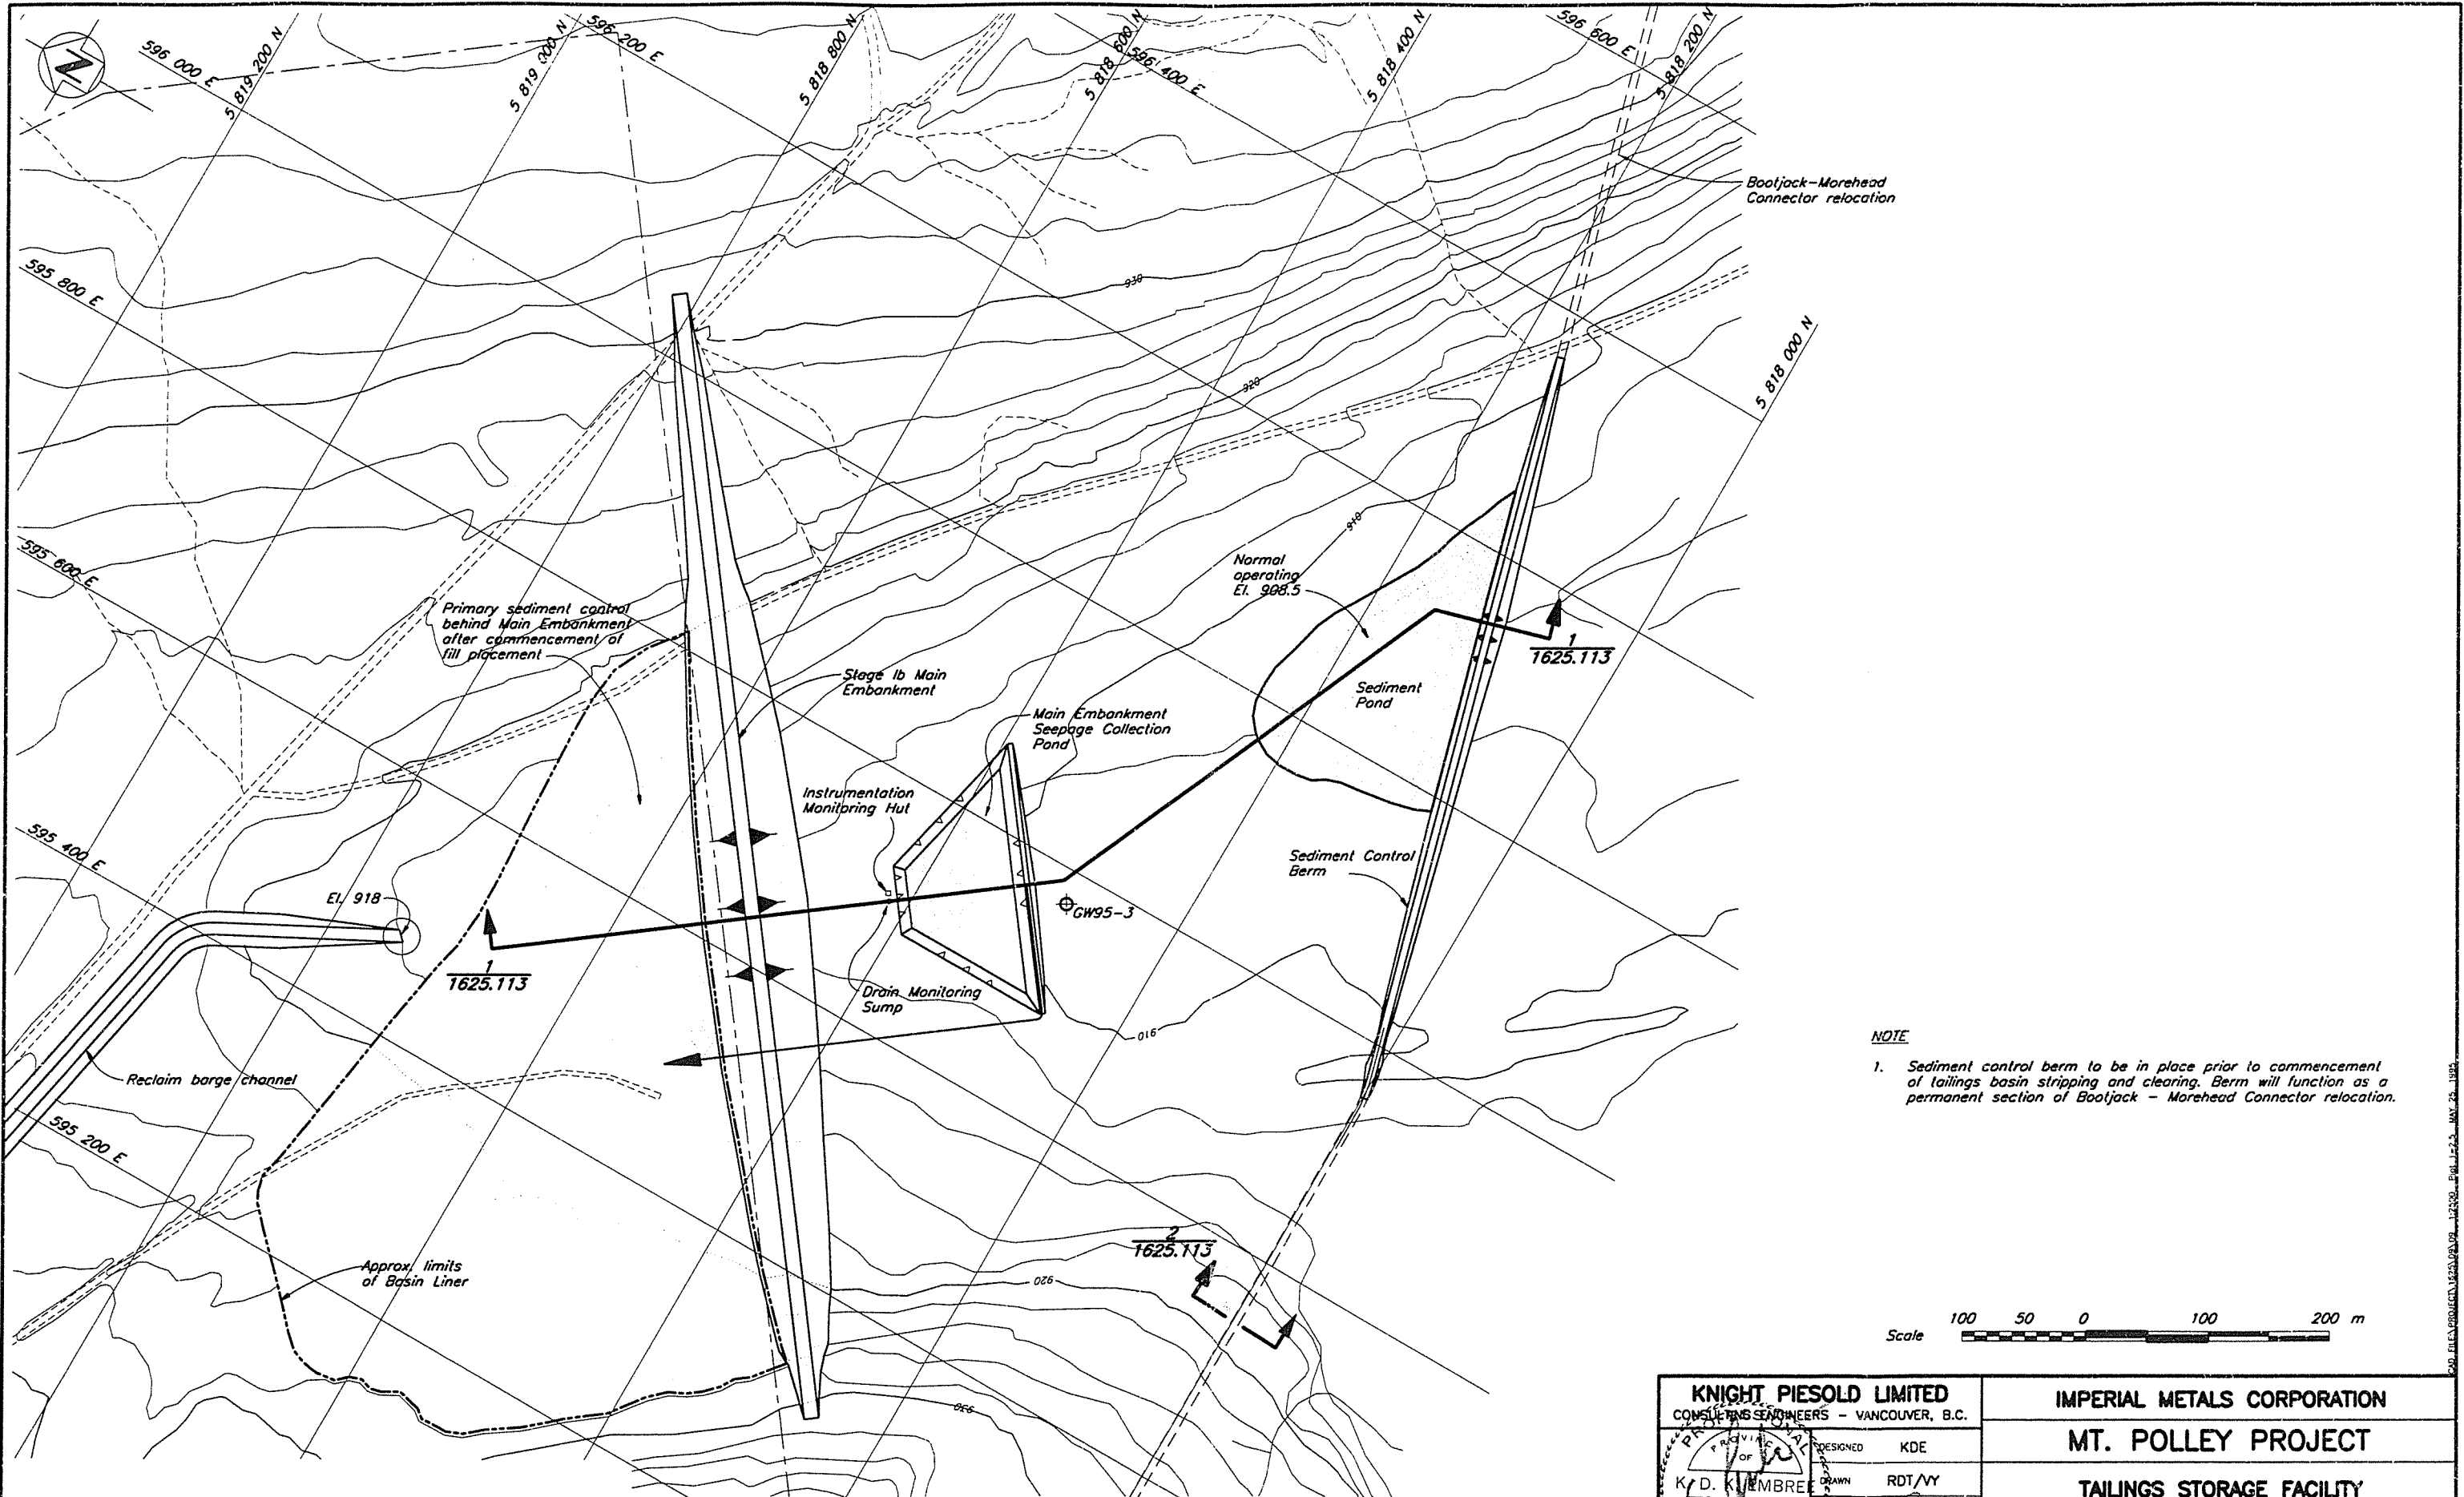 596 000 E
5 819 200 N
5 819 000 N
596 200 E
5 818 800 N
5 818 600 N
596 400 E
5 818 400 N
596 600 E
5 818 200 N
Bootjack-Morehead
Connector relocation
595 800 E
930
5 818 000 N
920
595 600 E
910
Normal
operating
El. 908.5
Primary sediment control
behind Main Embankment
after commencement of
fill placement
1
1625.113
Stage Ib Main
Embankment
Sediment
Pond
Main Embankment
Seepage Collection
Pond
Instrumentation
Monitoring Hut
595 400 E
Sediment Control
Berm
El. 918
GW95-3
1
1625.113
Drain Monitoring
Sump
910
Reclaim barge channel
NOTE
1. Sediment control berm to be in place prior to commencement
of tailings basin stripping and clearing. Berm will function as a
permanent section of Bootjack - Morehead Connector relocation.
595 200 E
2
1625.113
Approx. limits
of Basin Liner
920
930
Scale
100 50 0 100 200 m
KNIGHT PIESOLD LIMITED
CONSULTING ENGINEERS - VANCOUVER, B.C.
IMPERIAL METALS CORPORATION
MT. POLLEY PROJECT
TAILINGS STORAGE FACILITY
DESIGNED KDE
DRAWN RDT/VY
PROVINCE
OF